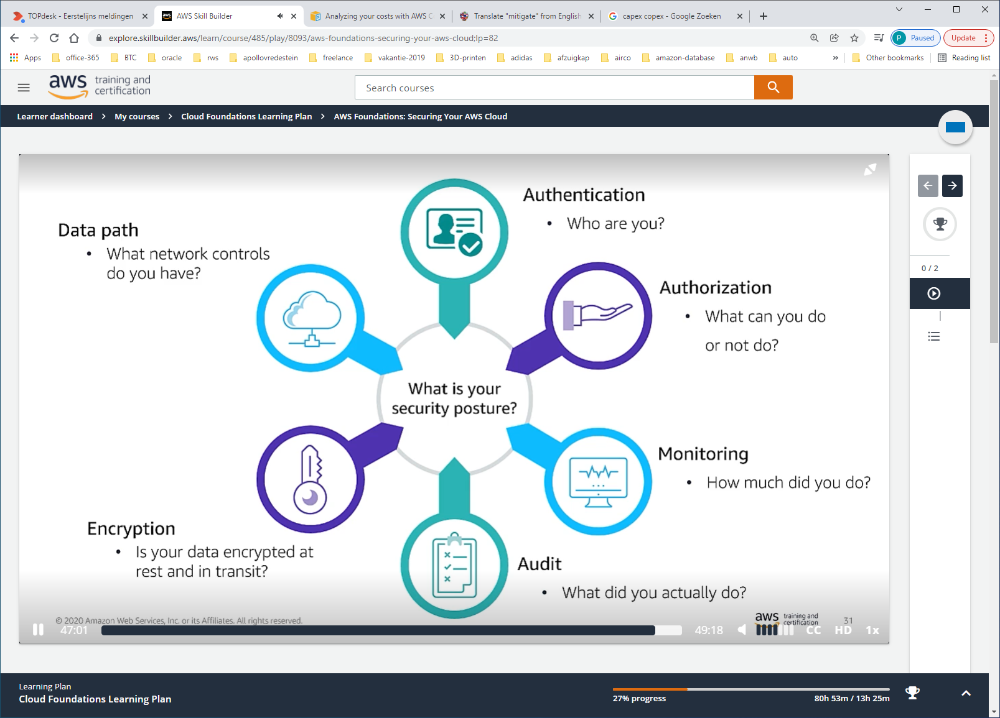 TOPdesk - Eerstelijns meldingen
AWS Skill Builder
Analyzing your costs with AWS C
Translate "mitigate" from English
capex copex - Google Zoeken
explore.skillbuilder.aws/learn/course/485/play/8093/aws-foundations-securing-your-aws-cloud;lp=82
P Paused
Update
Apps
office-365
BTC
oracle
rws
apollovredestein
freelance
vakantie-2019
3D-printen
adidas
afzuigkap
airco
amazon-database
anwb
auto
»
Other bookmarks
Reading list
aws training and
certification
Search courses
Learner dashboard > My courses > Cloud Foundations Learning Plan > AWS Foundations: Securing Your AWS Cloud
Authentication
• Who are you?
Data path
• What network controls
do you have?
Authorization
• What can you do
or not do?
What is your
security posture?
Monitoring
• How much did you do?
Encryption
• Is your data encrypted at
rest and in transit?
Audit
• What did you actually do?
© 2020 Amazon Web Services, Inc. or its Affiliates. All rights reserved.
aws training and
certification
31
47:01
49:18
CC
HD
1x
0 / 2
Learning Plan
Cloud Foundations Learning Plan
27% progress
80h 53m / 13h 25m